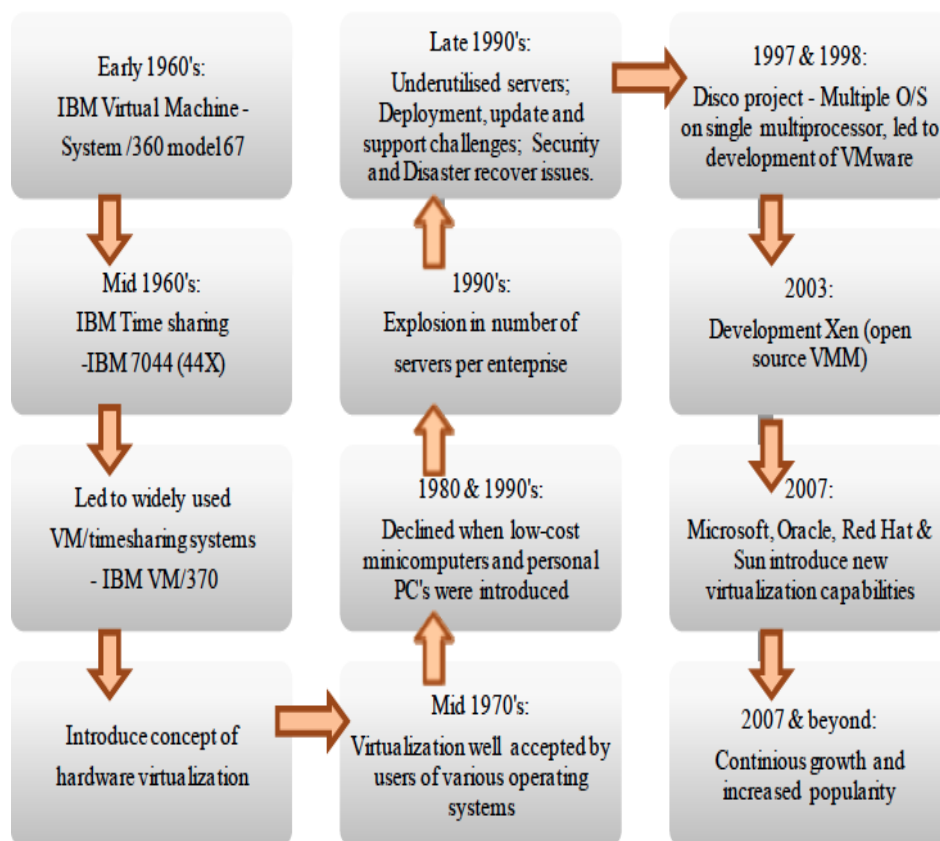 Early 1960's:
IBM Virtual Machine -
System /360 model67
Mid 1960's:
IBM Time sharing
-IBM 7044 (44X)
Led to widely used
VM/timesharing systems
- IBM VM/370
Introduce concept of
hardware virtualization
Mid 1970's:
Virtualization well accepted by
users of various operating
systems
1980 & 1990's:
Declined when low-cost
minicomputers and personal
PC's were introduced
1990's:
Explosion in number of
servers per enterprise
Late 1990's:
Underutilised servers;
Deployment, update and
support challenges; Security
and Disaster recover issues.
1997 & 1998:
Disco project - Multiple O/S
on single multiprocessor, led to
development of VMware
2003:
Development Xen (open
source VMM)
2007:
Microsoft, Oracle, Red Hat &
Sun introduce new
virtualization capabilities
2007 & beyond:
Continious growth and
increased popularity